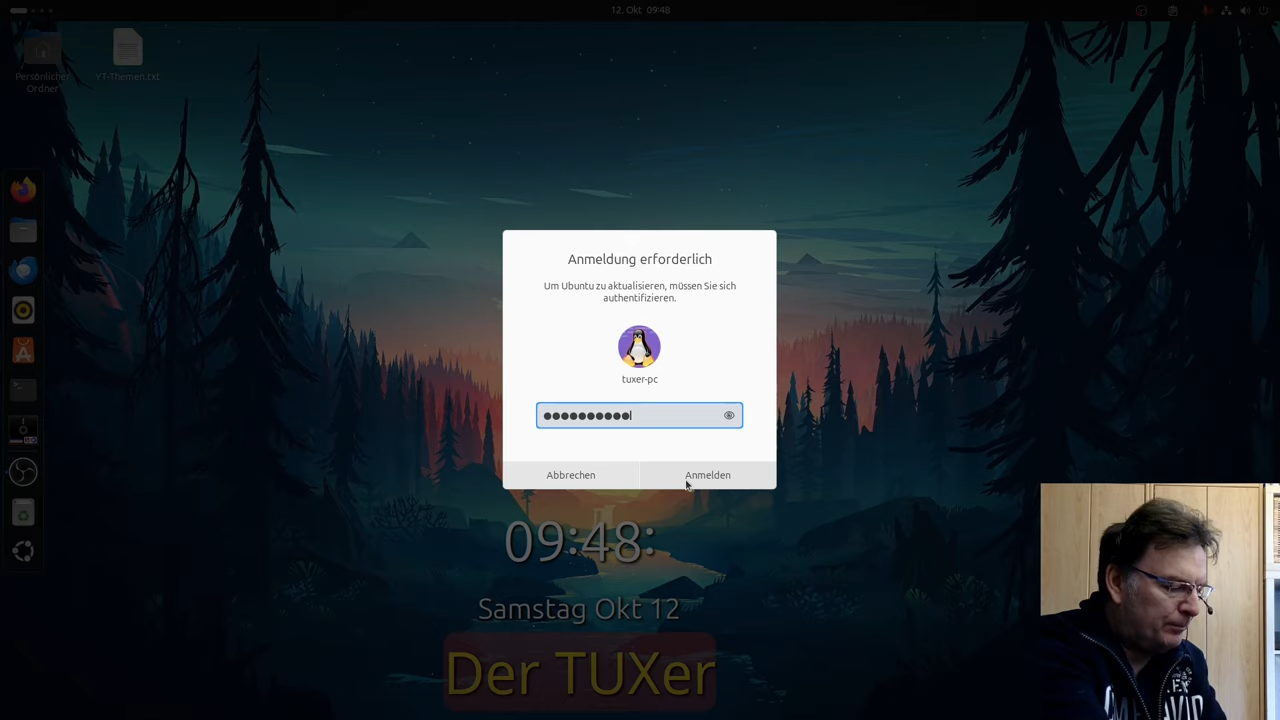 12. Okt 09:48
Persönlicher
Ordner
YT-Themen.txt
Anmeldung erforderlich
Um Ubuntu zu aktualisieren, müssen Sie sich
authentifizieren.
tuxer-pc
Abbrechen
Anmelden
09:48:
Samstag Okt 12
Der TUXer